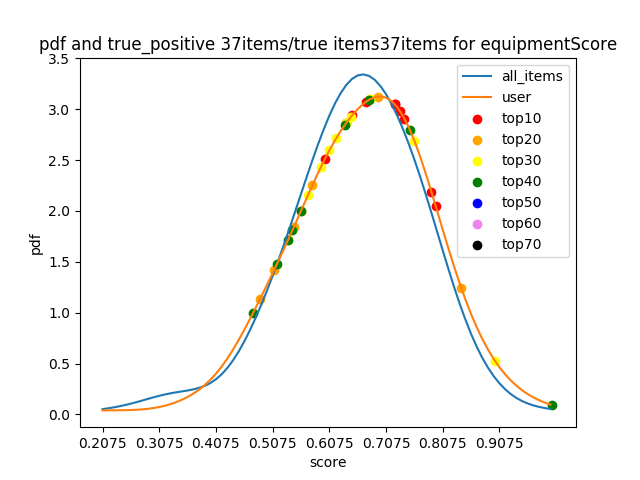 pdf and true_positive 37items/true items37items for equipmentScore
3.5
3.0
2.5
2.0
1.5
1.0
0.5
0.0
pdf
all_items
user
top10
top20
top30
top40
top50
top60
top70
0.2075 0.3075 0.4075 0.5075 0.6075 0.7075 0.8075 0.9075
score